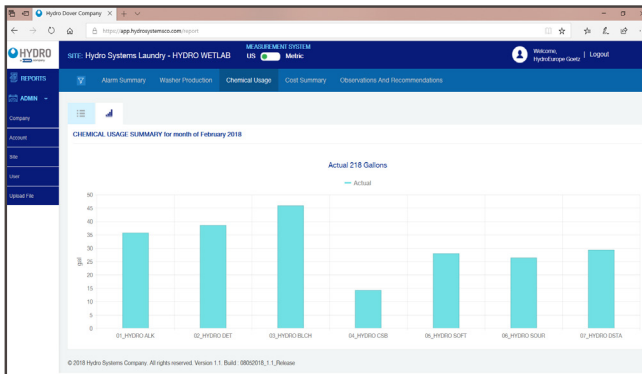 Hydro Dover Company
https://app.hydrosystemsco.com/report
HYDRO
SITE: Hydro Systems Laundry - HYDRO WETLAB
MEASUREMENT SYSTEM
US Metric
Welcome,
HydroEurope Goetz
Logout
REPORTS
ADMIN
Company
Account
Site
User
Upload File
Alarm Summary
Washer Production
Chemical Usage
Cost Summary
Observations And Recommendations
CHEMICAL USAGE SUMMARY for month of February 2018
Actual 218 Gallons
Actual
gal
50
45
40
35
30
25
20
15
10
5
0
01_HYDRO ALK
02_HYDRO DET
03_HYDRO BLCH
04_HYDRO CSB
05_HYDRO SOFT
06_HYDRO SOUR
07_HYDRO DSTA
© 2018 Hydro Systems Company. All rights reserved. Version 1.1. Build : 08052018_1.1_Release